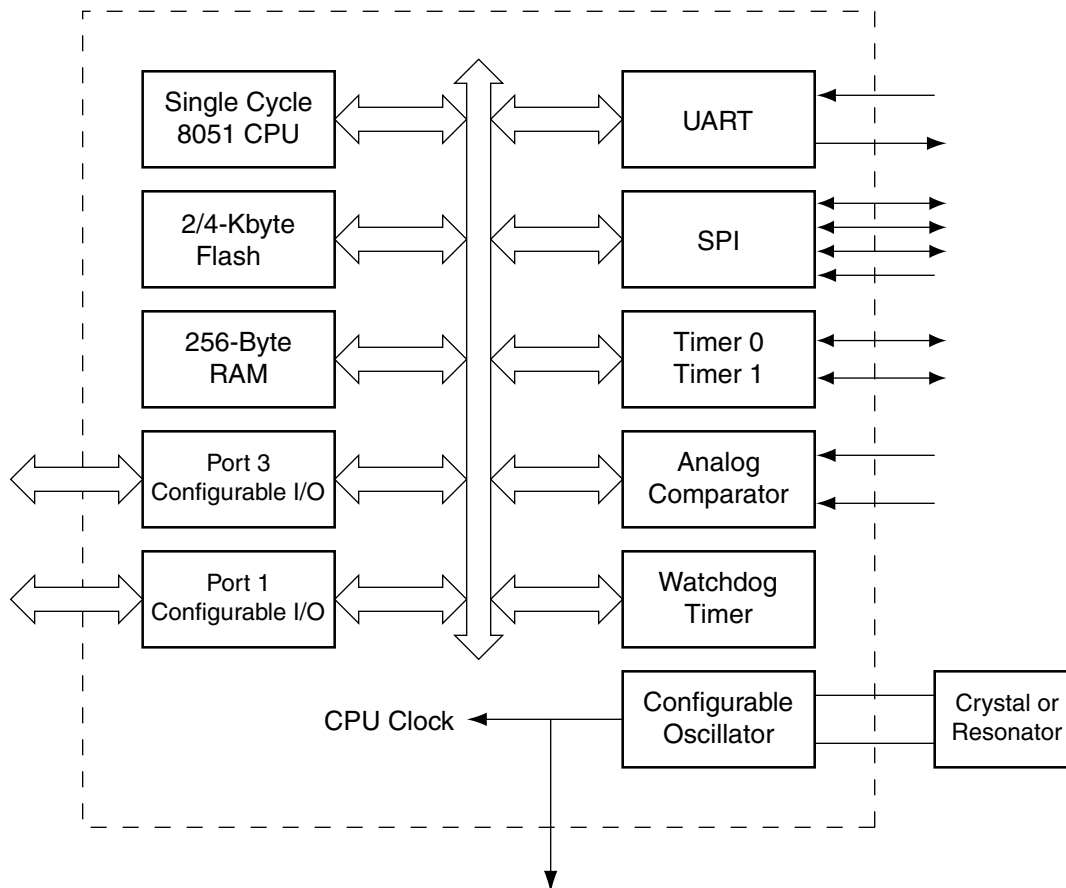 Single Cycle
8051 CPU
UART
2/4-Kbyte
Flash
SPI
256-Byte
RAM
Timer 0
Timer 1
Port 3
Configurable I/O
Analog
Comparator
Port 1
Configurable I/O
Watchdog
Timer
CPU Clock
Configurable
Oscillator
Crystal or
Resonator